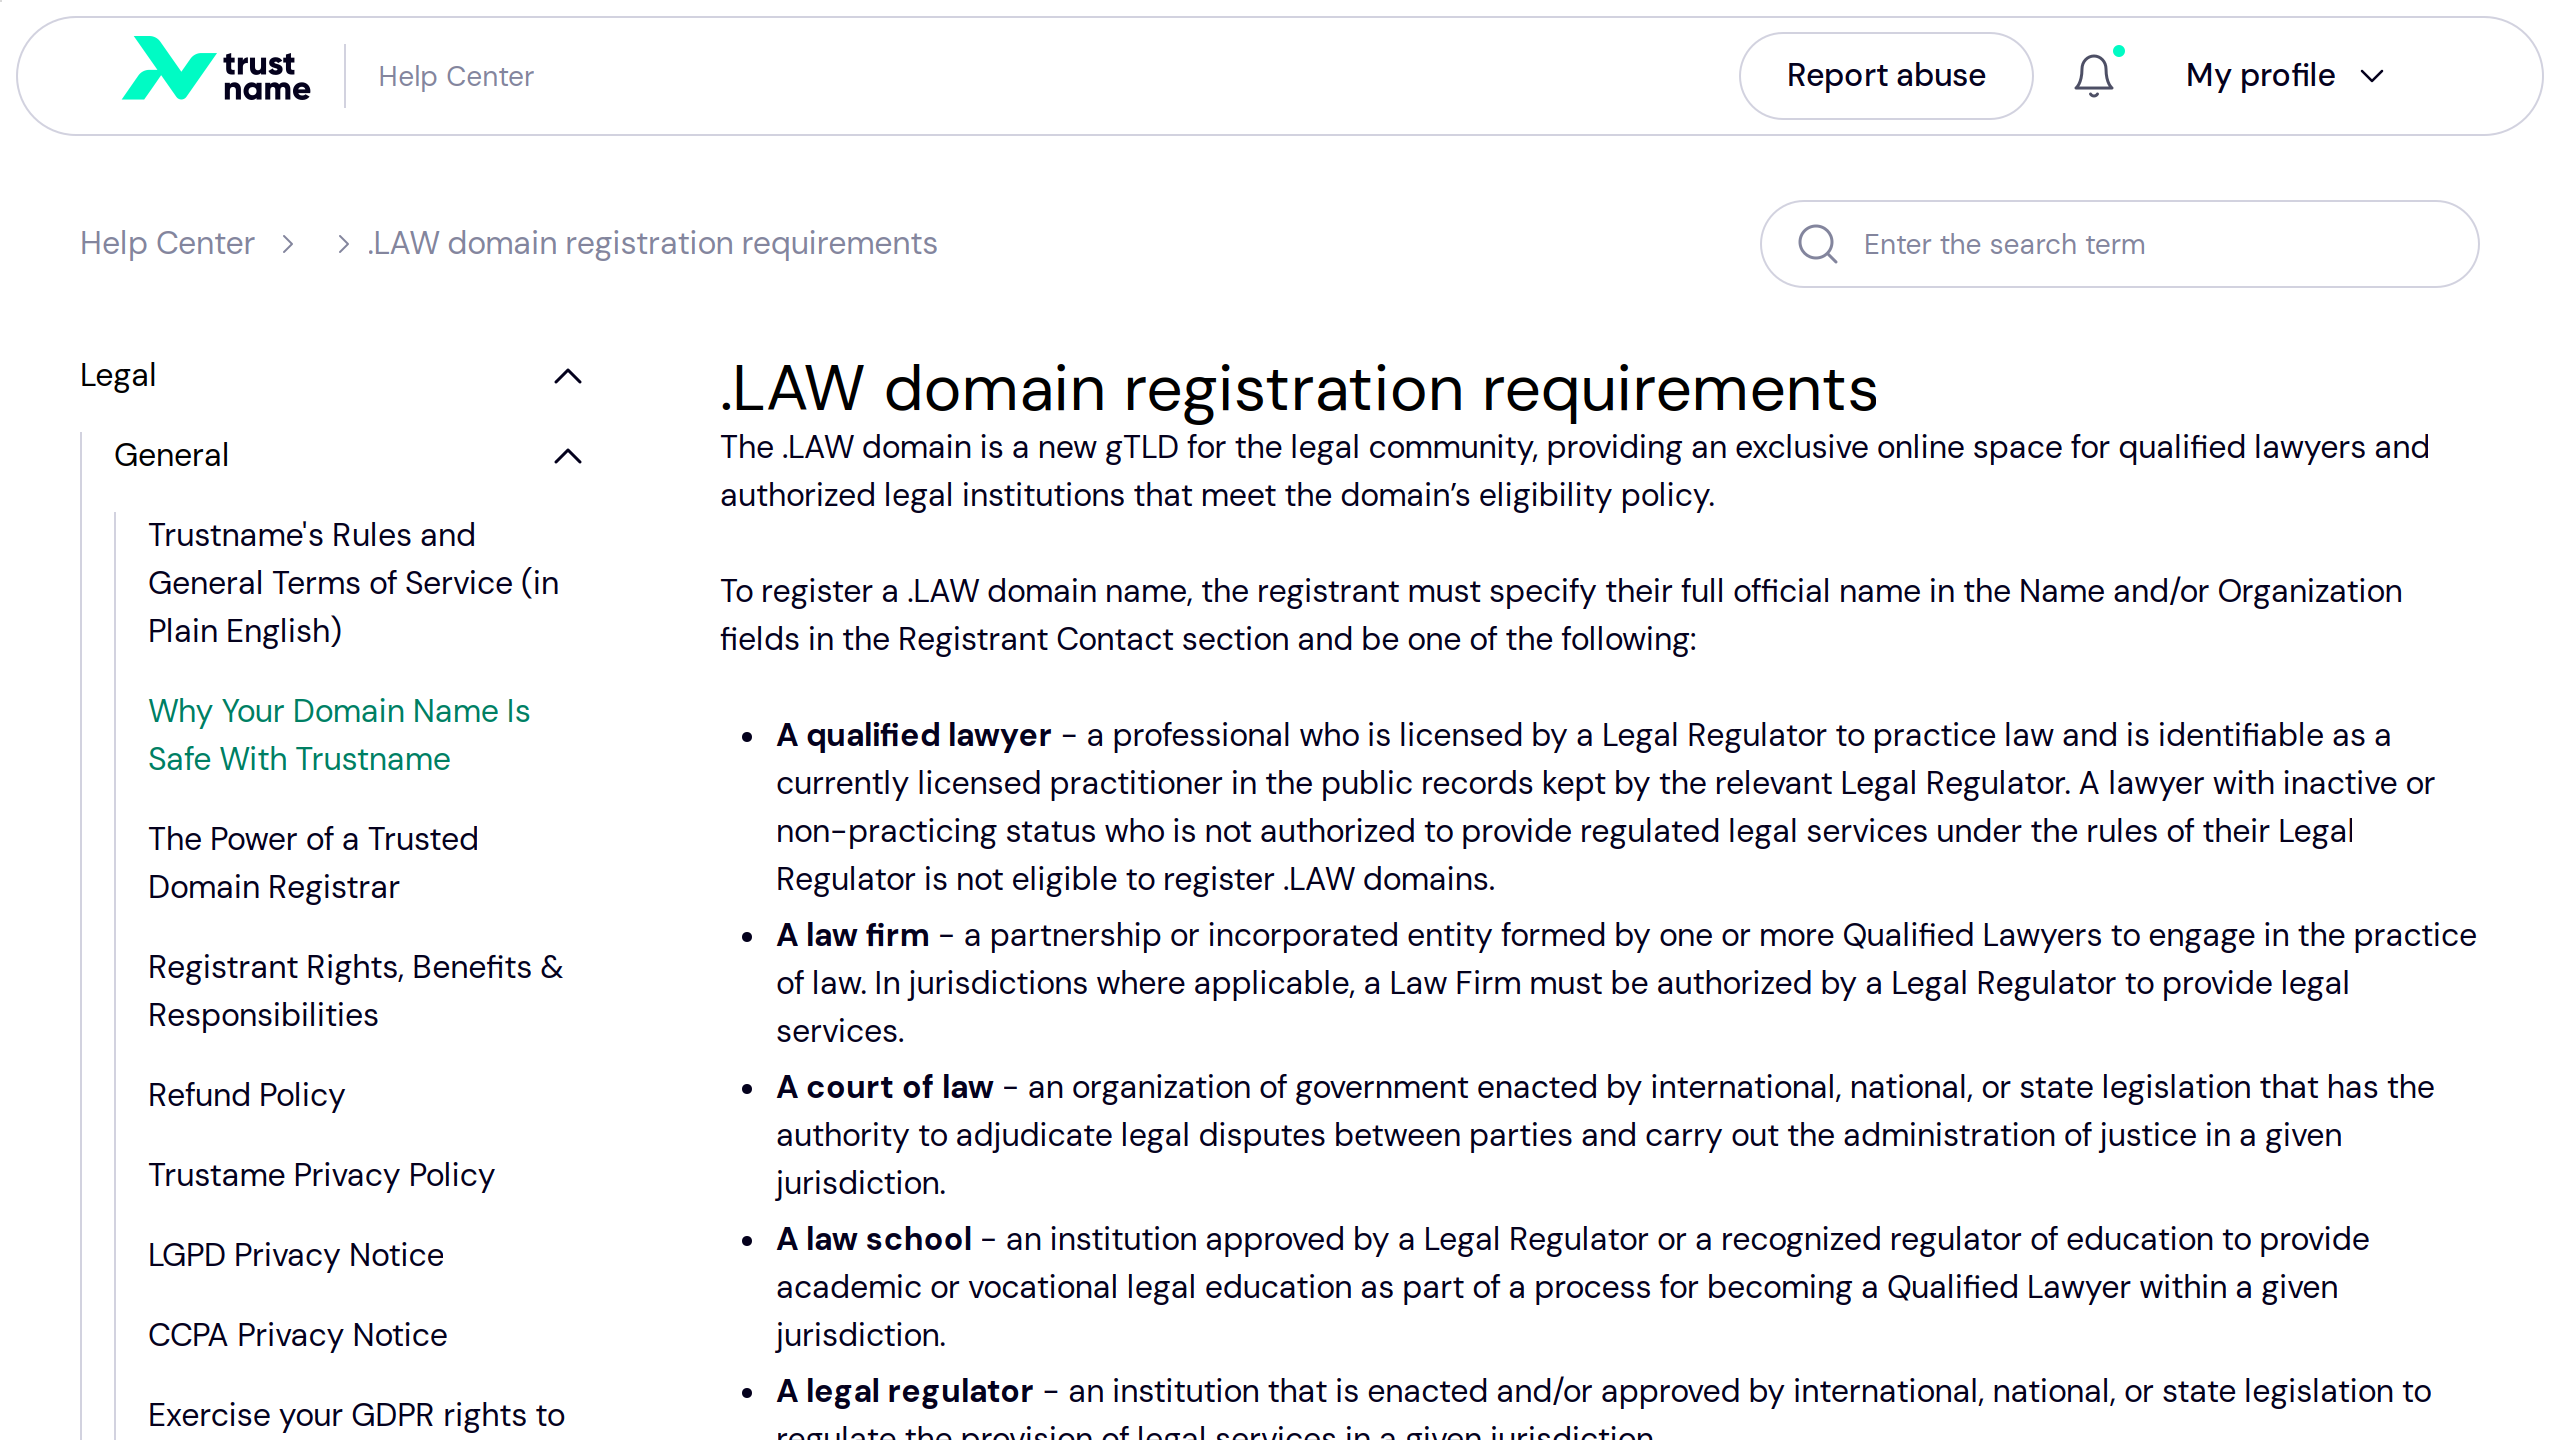 trust
name
Help Center
Report abuse
My profile
Help Center
.LAW domain registration requirements
Enter the search term
Legal
General
Trustname's Rules and
General Terms of Service (in
Plain English)
Why Your Domain Name Is
Safe With Trustname
The Power of a Trusted
Domain Registrar
Registrant Rights, Benefits &
Responsibilities
Refund Policy
Trustame Privacy Policy
LGPD Privacy Notice
CCPA Privacy Notice
Exercise your GDPR rights to
.LAW domain registration requirements
The .LAW domain is a new gTLD for the legal community, providing an exclusive online space for qualified lawyers and
authorized legal institutions that meet the domain’s eligibility policy.
To register a .LAW domain name, the registrant must specify their full official name in the Name and/or Organization
fields in the Registrant Contact section and be one of the following:
• A qualified lawyer - a professional who is licensed by a Legal Regulator to practice law and is identifiable as a
currently licensed practitioner in the public records kept by the relevant Legal Regulator. A lawyer with inactive or
non-practicing status who is not authorized to provide regulated legal services under the rules of their Legal
Regulator is not eligible to register .LAW domains.
• A law firm - a partnership or incorporated entity formed by one or more Qualified Lawyers to engage in the practice
of law. In jurisdictions where applicable, a Law Firm must be authorized by a Legal Regulator to provide legal
services.
• A court of law - an organization of government enacted by international, national, or state legislation that has the
authority to adjudicate legal disputes between parties and carry out the administration of justice in a given
jurisdiction.
• A law school - an institution approved by a Legal Regulator or a recognized regulator of education to provide
academic or vocational legal education as part of a process for becoming a Qualified Lawyer within a given
jurisdiction.
• A legal regulator - an institution that is enacted and/or approved by international, national, or state legislation to
regulate the provision of legal services in a given jurisdiction.